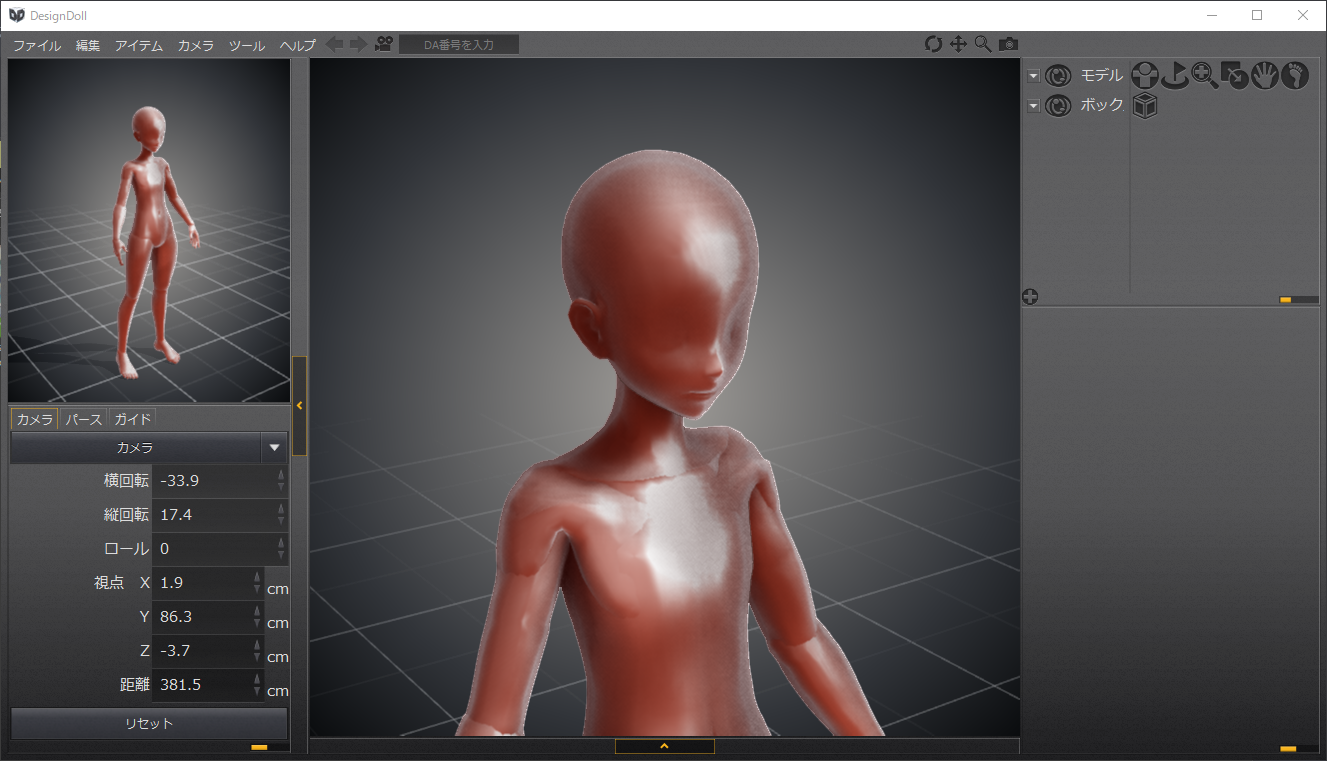 DesignDoll
ファイル 編集 アイテム カメラ ツール ヘルプ DA番号を入力
モデル
ボック
カメラ パース ガイド
カメラ
横回転 -33.9
縦回転 17.4
ロール 0
視点 X 1.9 cm
Y 86.3 cm
Z -3.7 cm
距離 381.5 cm
リセット